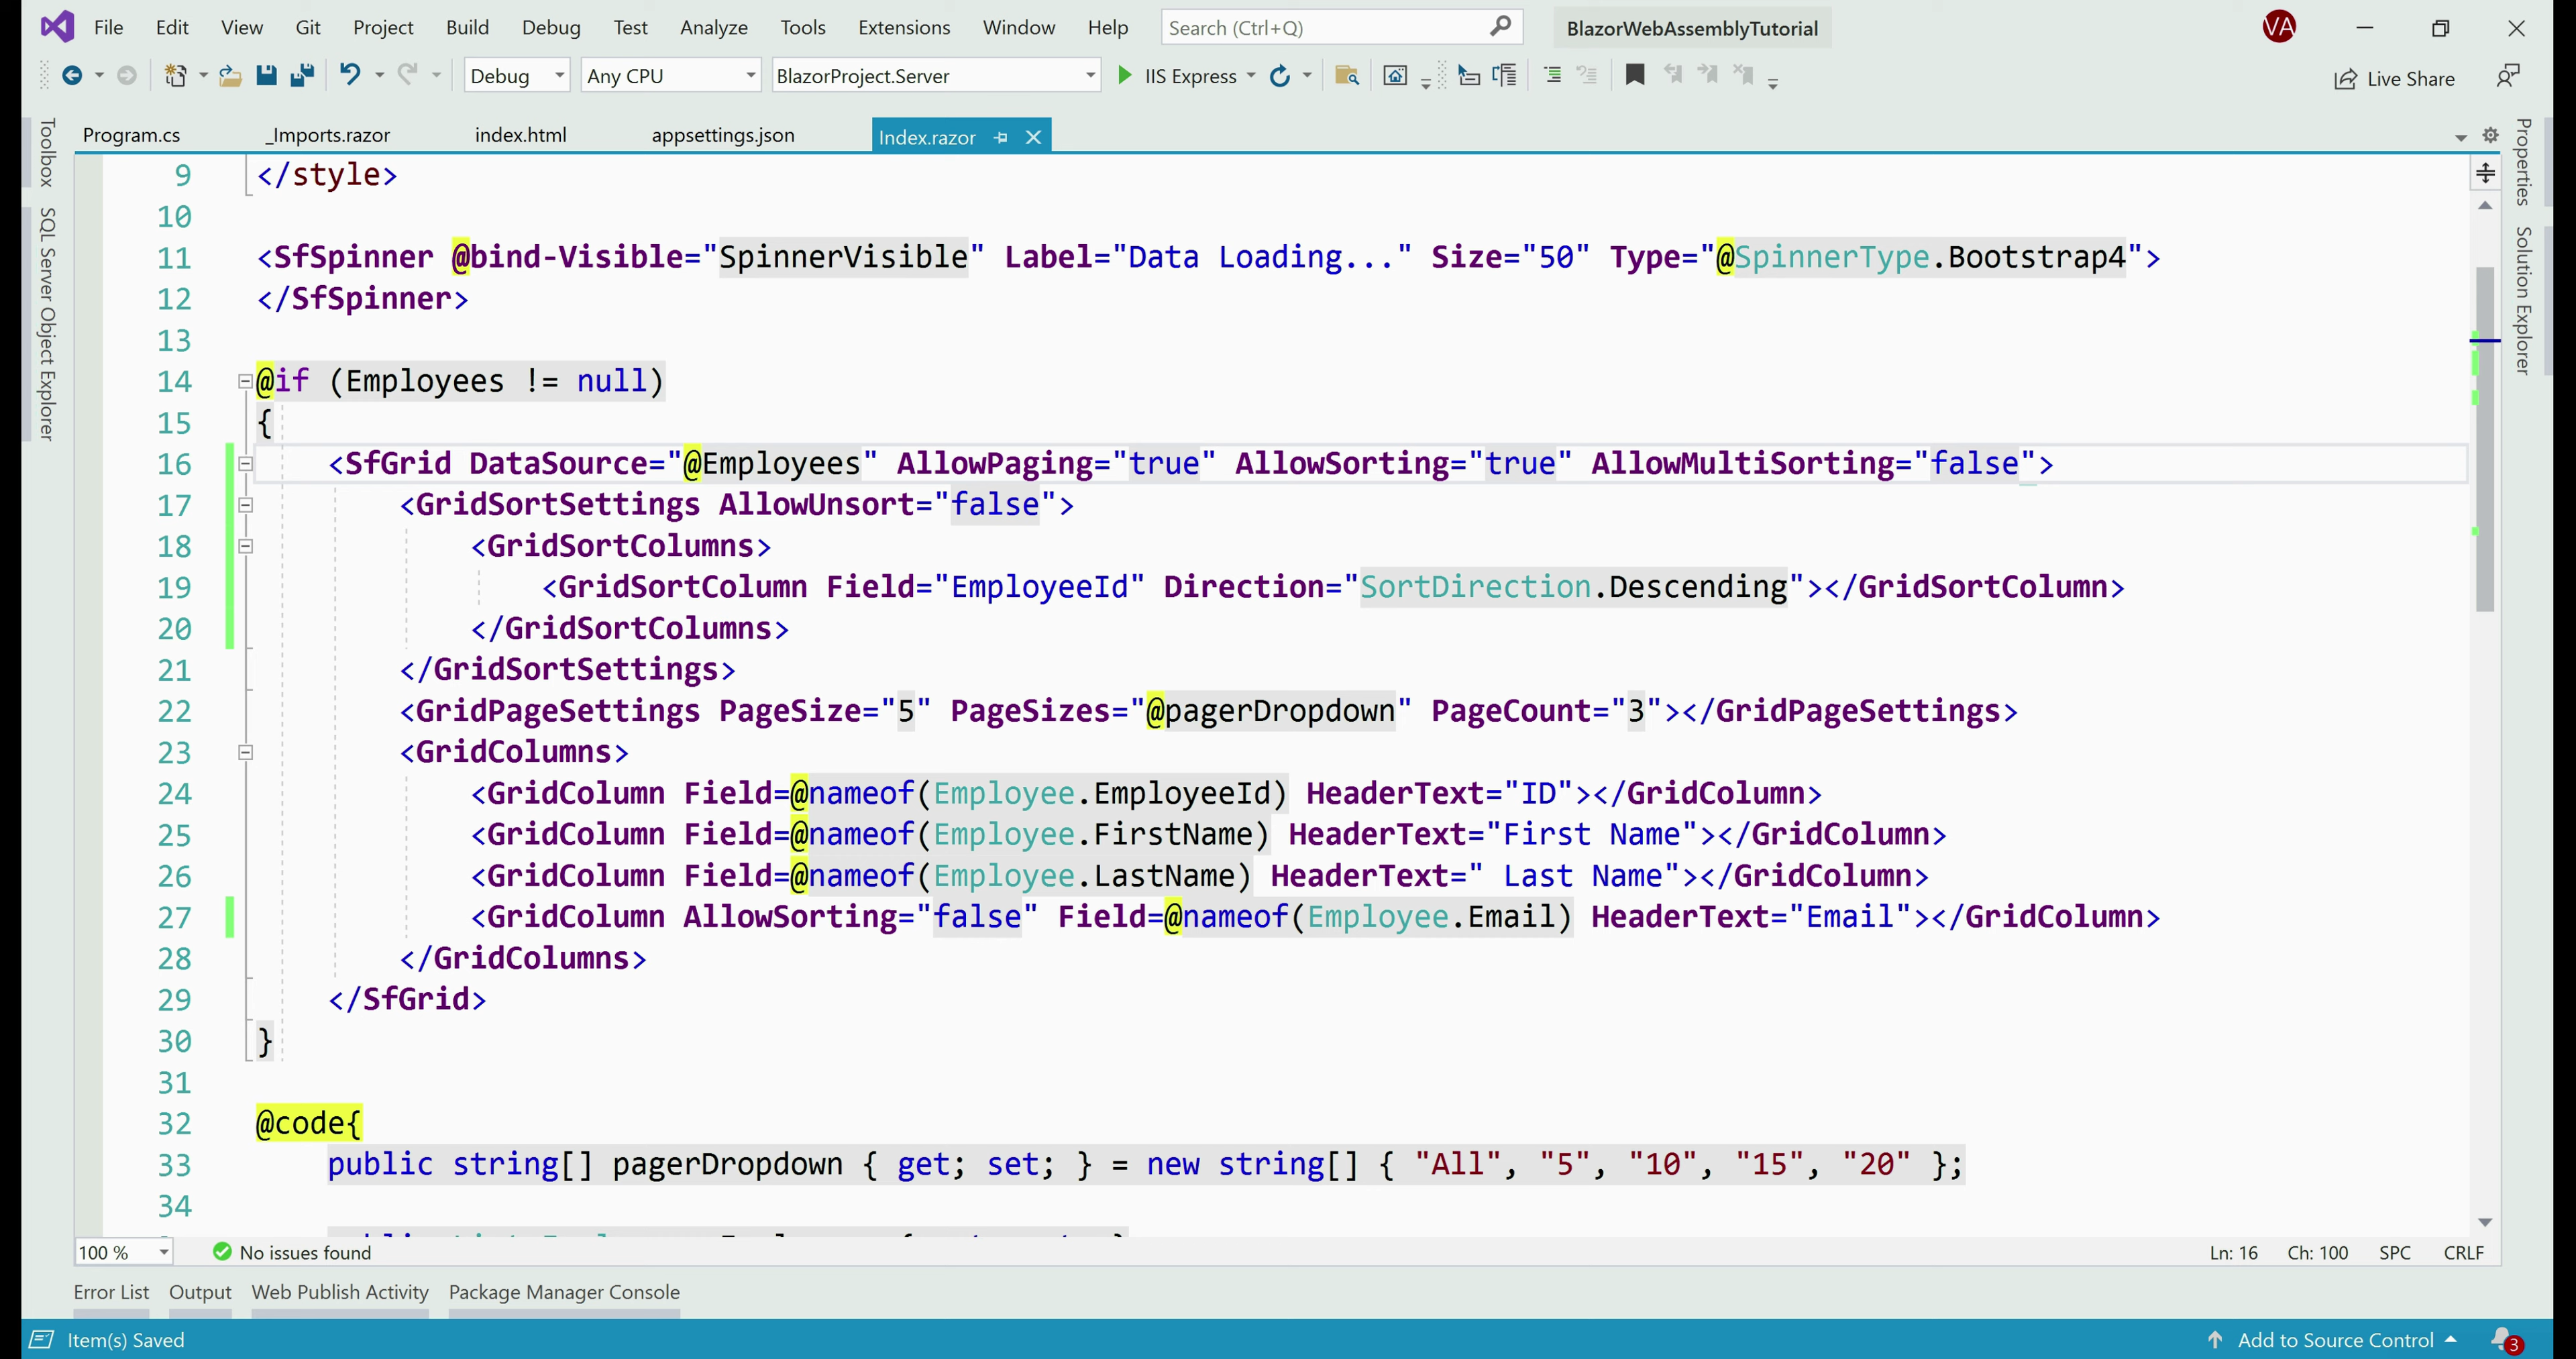 File Edit View Git Project Build Debug Test Analyze Tools Extensions Window Help Search (Ctrl+Q) BlazorWebAssemblyTutorial VA
Debug Any CPU BlazorProject.Server IIS Express Live Share
Program.cs _Imports.razor index.html appsettings.json Index.razor
Toolbox
SQL Server Object Explorer
Properties
Solution Explorer
9 </style>
10
11 <SfSpinner @bind-Visible="SpinnerVisible" Label="Data Loading..." Size="50" Type="@SpinnerType.Bootstrap4">
12 </SfSpinner>
13
14 @if (Employees != null)
15 {
16 <SfGrid DataSource="@Employees" AllowPaging="true" AllowSorting="true" AllowMultiSorting="false">
17 <GridSortSettings AllowUnsort="false">
18 <GridSortColumns>
19 <GridSortColumn Field="EmployeeId" Direction="SortDirection.Descending"></GridSortColumn>
20 </GridSortColumns>
21 </GridSortSettings>
22 <GridPageSettings PageSize="5" PageSizes="@pagerDropdown" PageCount="3"></GridPageSettings>
23 <GridColumns>
24 <GridColumn Field=@nameof(Employee.EmployeeId) HeaderText="ID"></GridColumn>
25 <GridColumn Field=@nameof(Employee.FirstName) HeaderText="First Name"></GridColumn>
26 <GridColumn Field=@nameof(Employee.LastName) HeaderText=" Last Name"></GridColumn>
27 <GridColumn AllowSorting="false" Field=@nameof(Employee.Email) HeaderText="Email"></GridColumn>
28 </GridColumns>
29 </SfGrid>
30 }
31
32 @code{
33 public string[] pagerDropdown { get; set; } = new string[] { "All", "5", "10", "15", "20" };
34
100 % No issues found Ln: 16 Ch: 100 SPC CRLF
Error List Output Web Publish Activity Package Manager Console
Item(s) Saved Add to Source Control 3